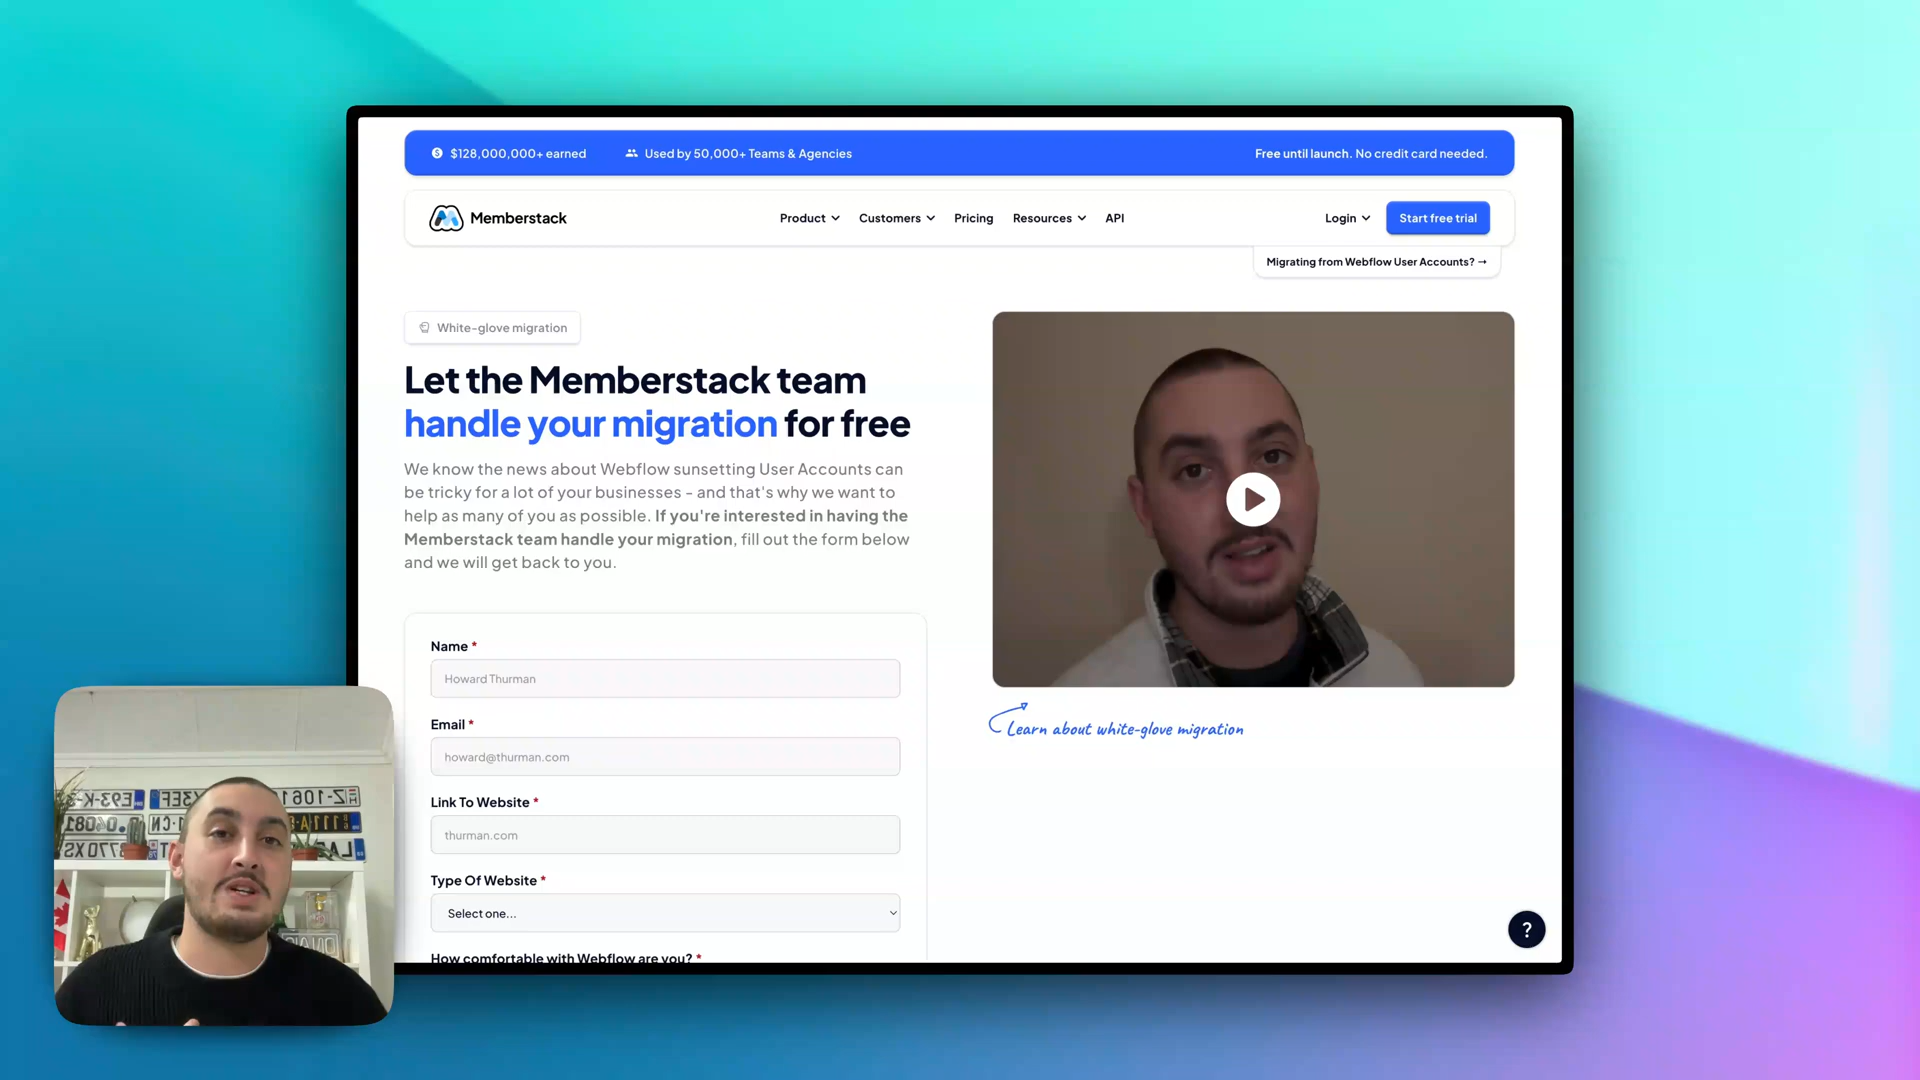 $128,000,000+ earned
Used by 50,000+ Teams & Agencies
Free until launch. No credit card needed.
Memberstack
Product
Customers
Pricing
Resources
API
Login
Start free trial
Migrating from Webflow User Accounts? →
White-glove migration
Let the Memberstack team
handle your migration for free
We know the news about Webflow sunsetting User Accounts can
be tricky for a lot of your businesses - and that's why we want to
help as many of you as possible. If you're interested in having the
Memberstack team handle your migration, fill out the form below
and we will get back to you.
Learn about white-glove migration
Name *
Howard Thurman
Email *
howard@thurman.com
Link To Website *
thurman.com
Type Of Website *
Select one...
How comfortable with Webflow are you? *
?